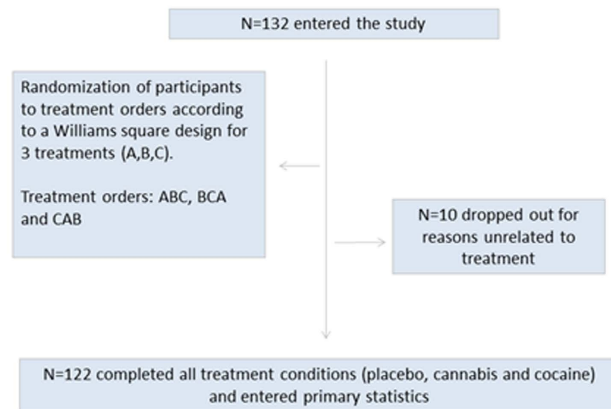 N=132 entered the study
Randomization of participants
to treatment orders according
to a Williams square design for
3 treatments (A,B,C).
Treatment orders: ABC, BCA
and CAB
N=10 dropped out for
reasons unrelated to
treatment
N=122 completed all treatment conditions (placebo, cannabis and cocaine)
and entered primary statistics